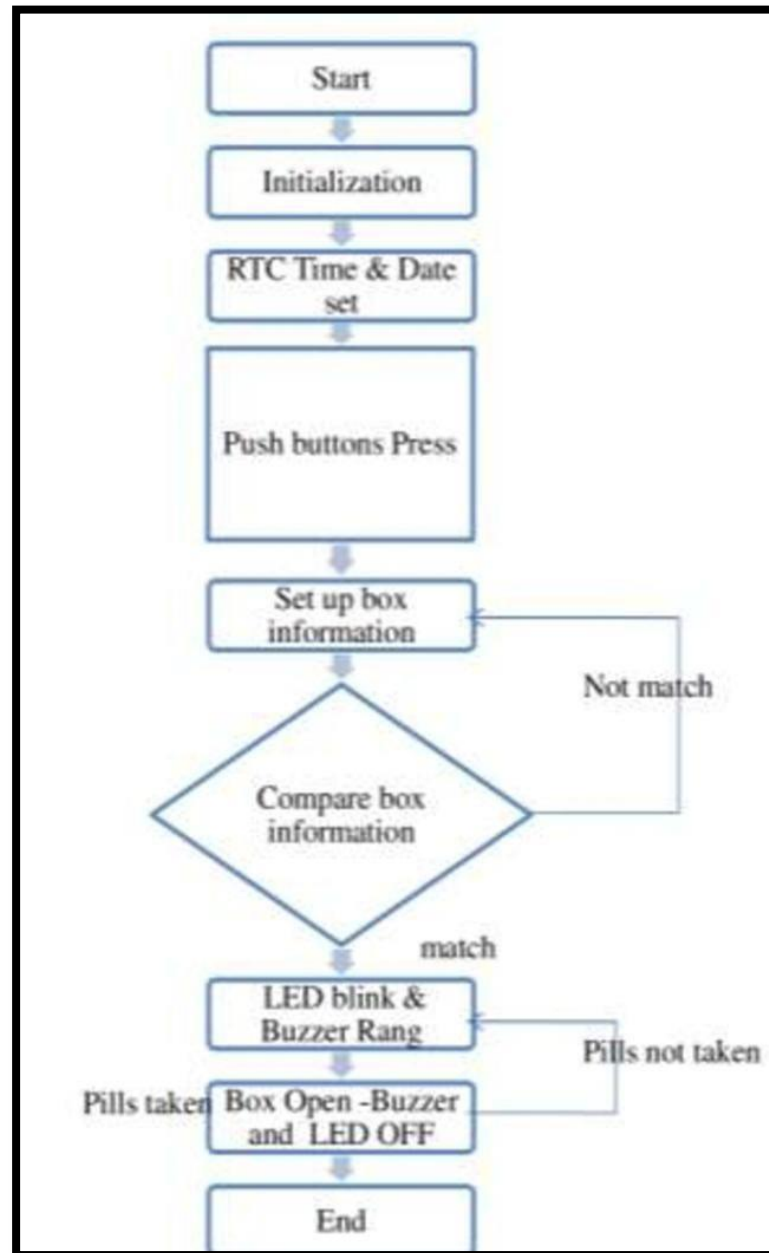 Start
Initialization
RTC Time & Date
set
Push buttons Press
Set up box
information
Not match
Compare box
information
match
LED blink &
Buzzer Rang
Pills not taken
Pills taken
Box Open -Buzzer
and LED OFF
End